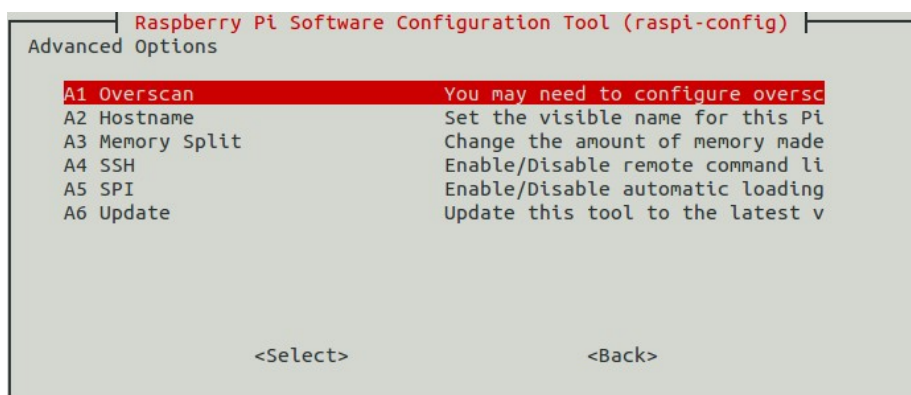 Raspberry Pi Software Configuration Tool (raspi-config)
Advanced Options
A1 Overscan You may need to configure oversc
A2 Hostname Set the visible name for this Pi
A3 Memory Split Change the amount of memory made
A4 SSH Enable/Disable remote command li
A5 SPI Enable/Disable automatic loading
A6 Update Update this tool to the latest v
<Select> <Back>